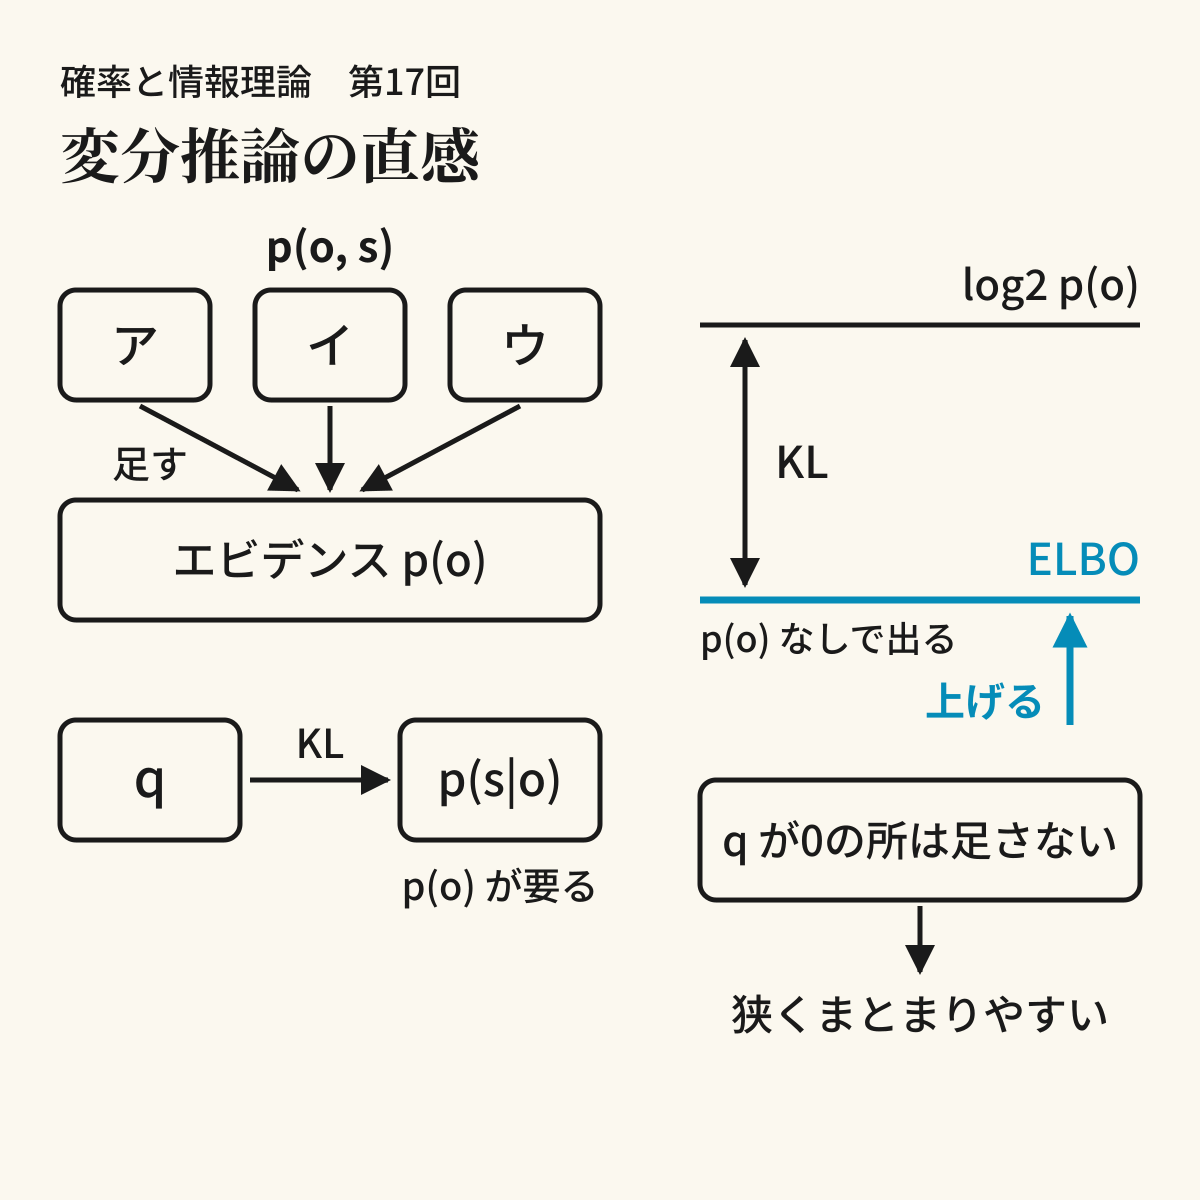 確率と情報理論　第17回
変分推論の直感
p(o, s)
ア
イ
ウ
足す
エビデンス p(o)
q
KL
p(s|o)
p(o) が要る
log2 p(o)
KL
ELBO
p(o) なしで出る
上げる
q が0の所は足さない
狭くまとまりやすい